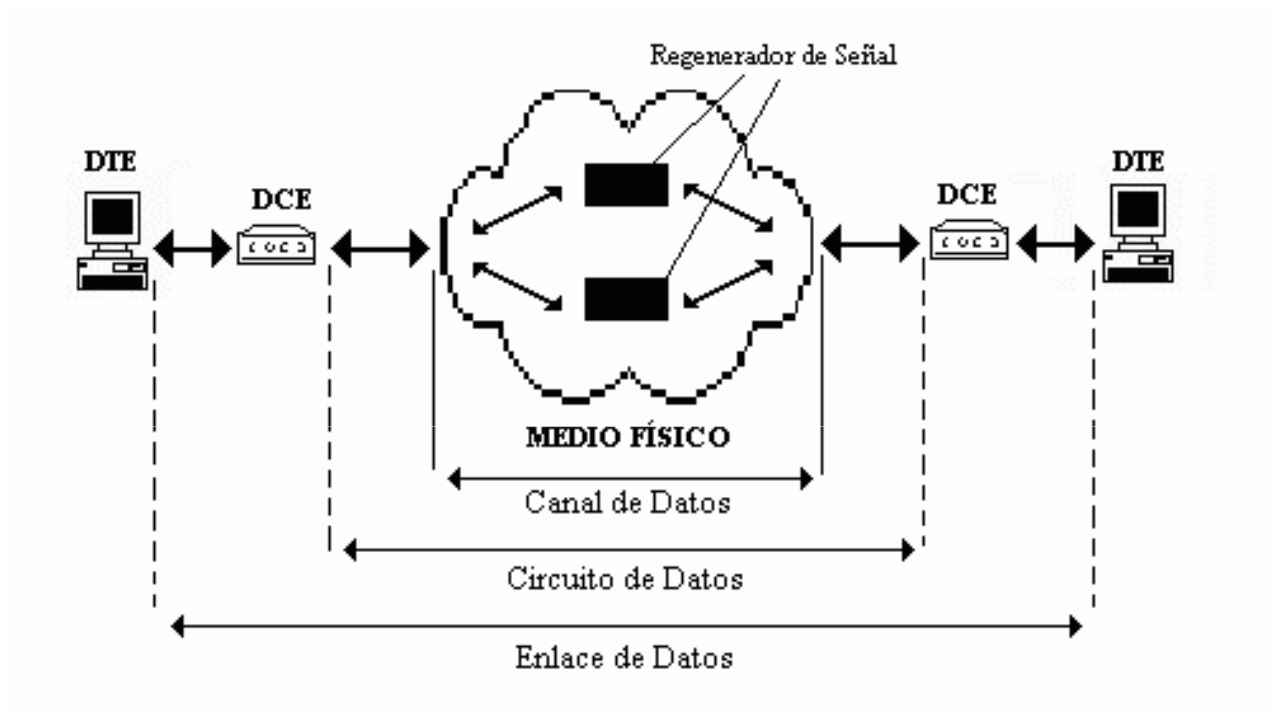 Regenerador de Señal
DTE
DCE
DCE
DTE
MEDIO FÍSICO
Canal de Datos
Circuito de Datos
Enlace de Datos